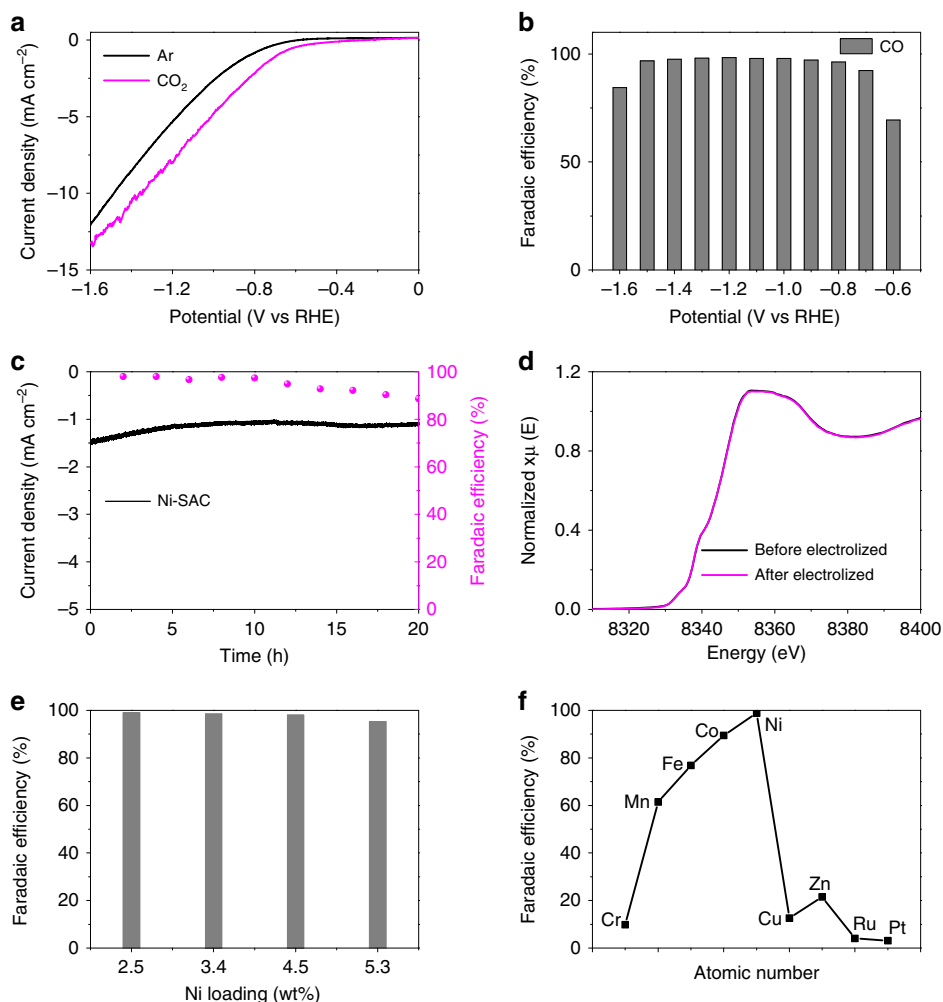 a
Ar
CO₂
Current density (mA cm⁻²)
0
−5
−10
−15
−1.6
−1.2
−0.8
−0.4
0
Potential (V vs RHE)
b
CO
Faradaic efficiency (%)
100
50
0
−1.6
−1.4
−1.2
−1.0
−0.8
−0.6
Potential (V vs RHE)
c
Ni-SAC
Current density (mA cm⁻²)
0
−1
−2
−3
−4
−5
0
5
10
15
20
Time (h)
100
80
60
40
20
0
Faradaic efficiency (%)
d
Normalized xμ (E)
1.2
0.8
0.4
0.0
Before electrolized
After electrolized
8320
8340
8360
8380
8400
Energy (eV)
e
Faradaic efficiency (%)
100
80
60
40
20
0
2.5
3.4
4.5
5.3
Ni loading (wt%)
f
Faradaic efficiency (%)
100
80
60
40
20
0
Cr
Mn
Fe
Co
Ni
Cu
Zn
Ru
Pt
Atomic number